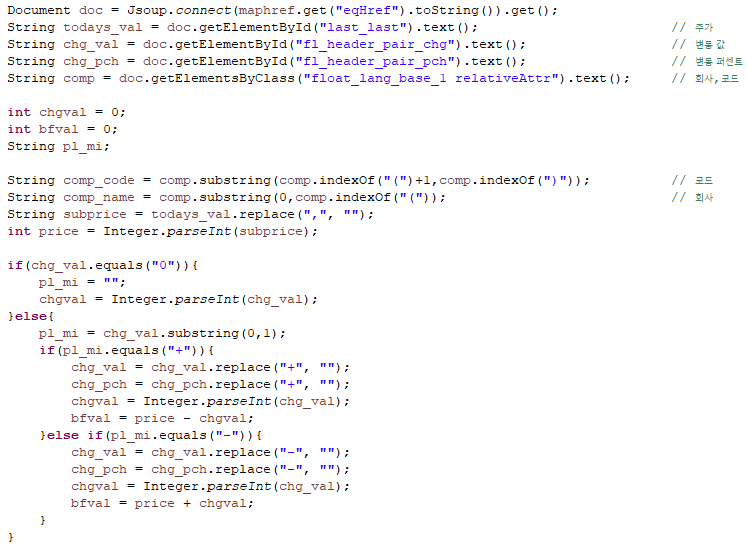 Document doc = Jsoup.connect(maphref.get("eqHref").toString()).get();
String todays_val = doc.getElementById("last_last").text(); // 주가
String chg_val = doc.getElementById("fl_header_pair_chg").text(); // 변동 값
String chg_pch = doc.getElementById("fl_header_pair_pch").text(); // 변동 퍼센트
String comp = doc.getElementsByClass("float_lang_base_1 relativeAttr").text(); // 회사,코드

int chgval = 0;
int bfval = 0;
String pl_mi;

String comp_code = comp.substring(comp.indexOf("(")+1,comp.indexOf(")")); // 코드
String comp_name = comp.substring(0,comp.indexOf("(")); // 회사
String subprice = todays_val.replace(",", "");
int price = Integer.parseInt(subprice);

if(chg_val.equals("0")){
    pl_mi = "";
    chgval = Integer.parseInt(chg_val);
}else{
    pl_mi = chg_val.substring(0,1);
    if(pl_mi.equals("+")){
        chg_val = chg_val.replace("+", "");
        chg_pch = chg_pch.replace("+", "");
        chgval = Integer.parseInt(chg_val);
        bfval = price - chgval;
    }else if(pl_mi.equals("-")){
        chg_val = chg_val.replace("-", "");
        chg_pch = chg_pch.replace("-", "");
        chgval = Integer.parseInt(chg_val);
        bfval = price + chgval;
    }
}